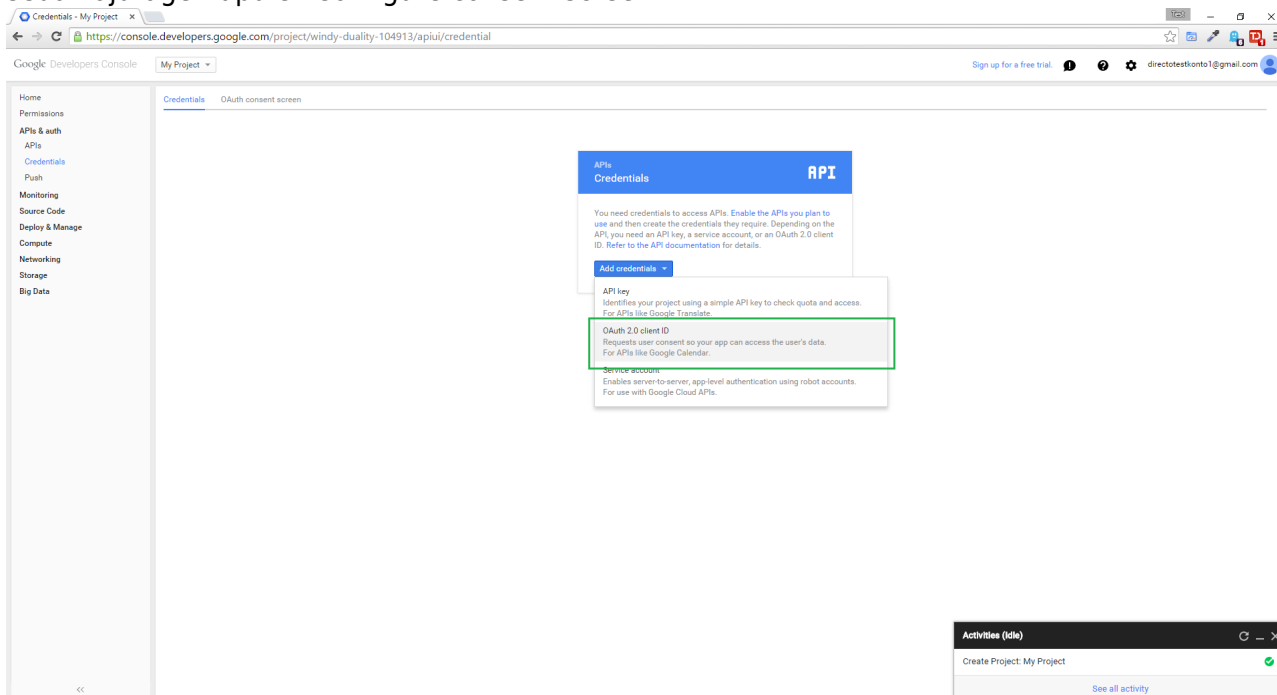 Credentials - My Project
Test
https://console.developers.google.com/project/windy-duality-104913/apiui/credential
Google Developers Console
My Project
Sign up for a free trial.
directotestkonto1@gmail.com
Home
Permissions
APIs & auth
APIs
Credentials
Push
Monitoring
Source Code
Deploy & Manage
Compute
Networking
Storage
Big Data
Credentials
OAuth consent screen
APIs
Credentials
API
You need credentials to access APIs. Enable the APIs you plan to
use and then create the credentials they require. Depending on the
API, you need an API key, a service account, or an OAuth 2.0 client
ID. Refer to the API documentation for details.
Add credentials
API key
Identifies your project using a simple API key to check quota and access.
For APIs like Google Translate.
OAuth 2.0 client ID
Requests user consent so your app can access the user's data.
For APIs like Google Calendar.
Service account
Enables server-to-server, app-level authentication using robot accounts.
For use with Google Cloud APIs.
Activities (Idle)
Create Project: My Project
See all activity